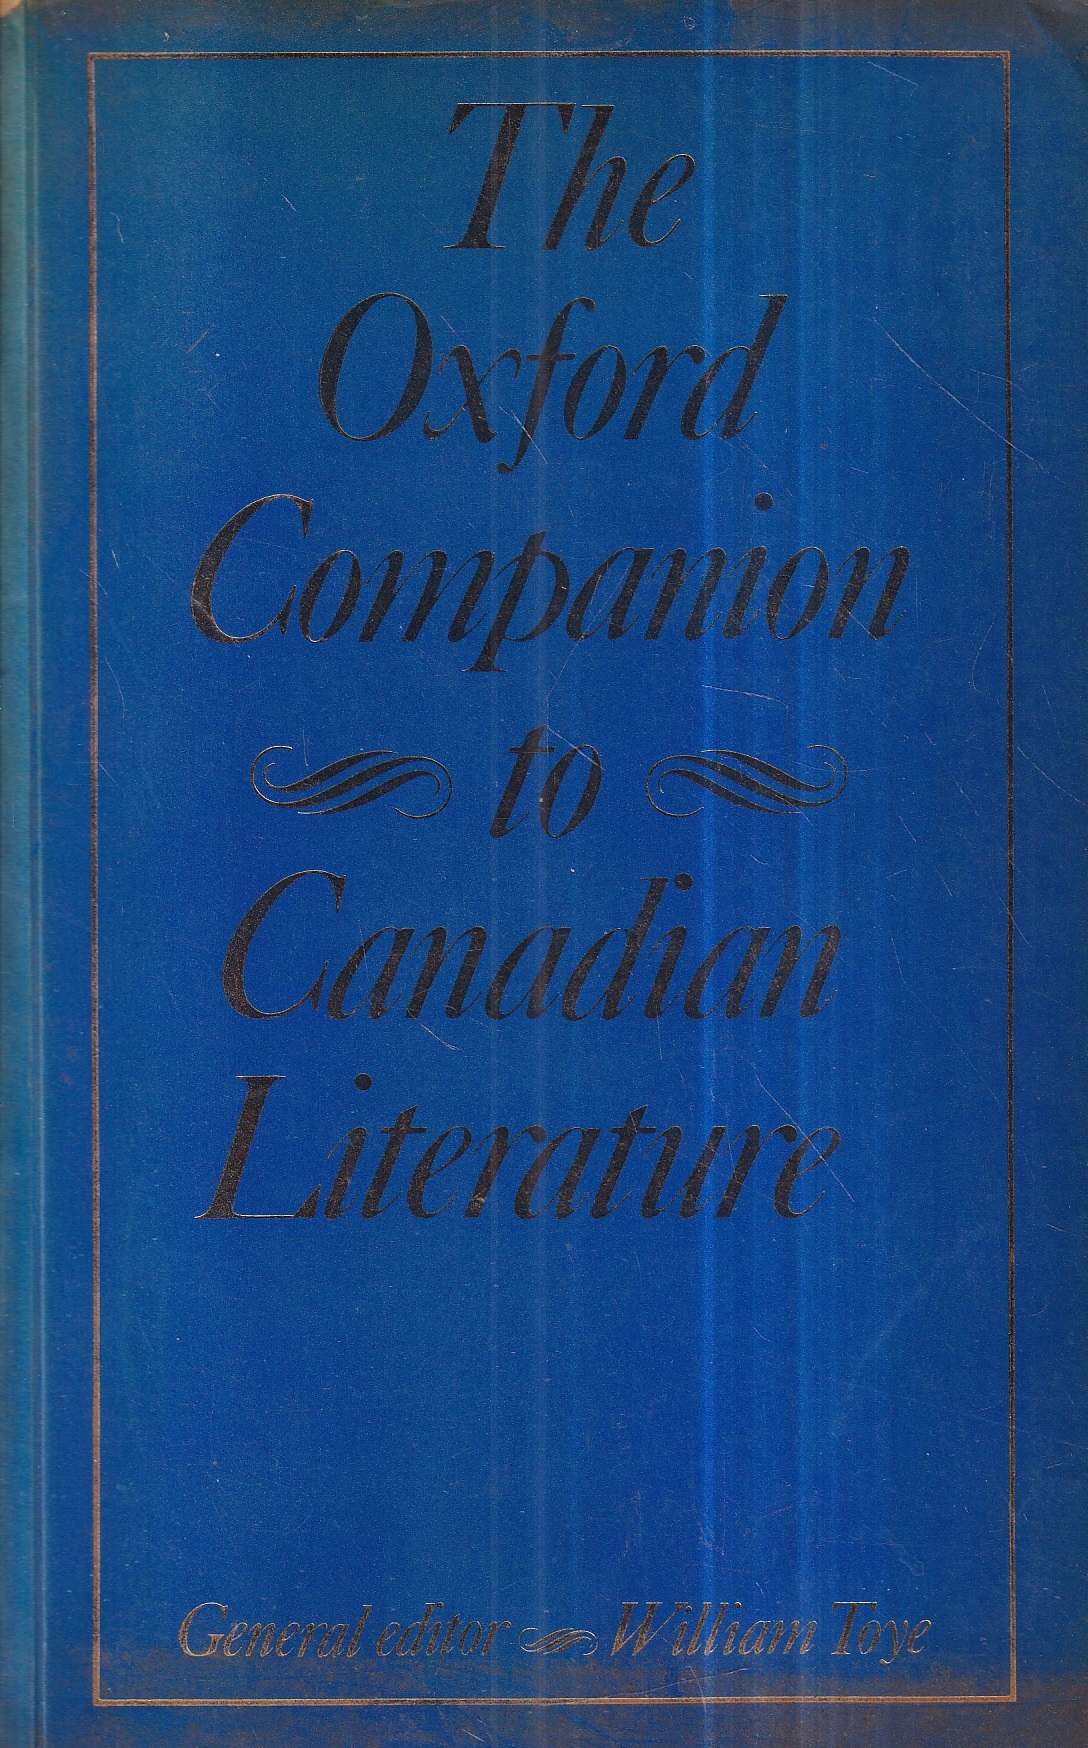 The
Oxford
Companion
to
Canadian
Literature
General editor William Toye